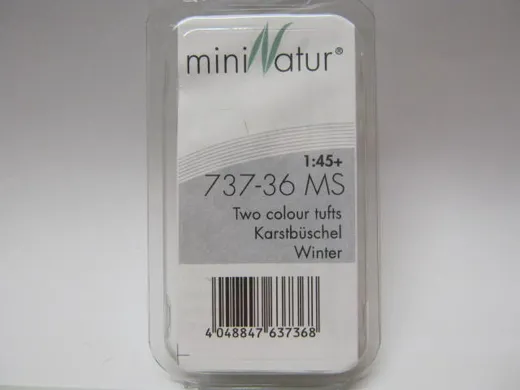 miniNatur®
1:45+
737-36 MS
Two colour tufts
Karstbüschel
Winter
4 048847 637368